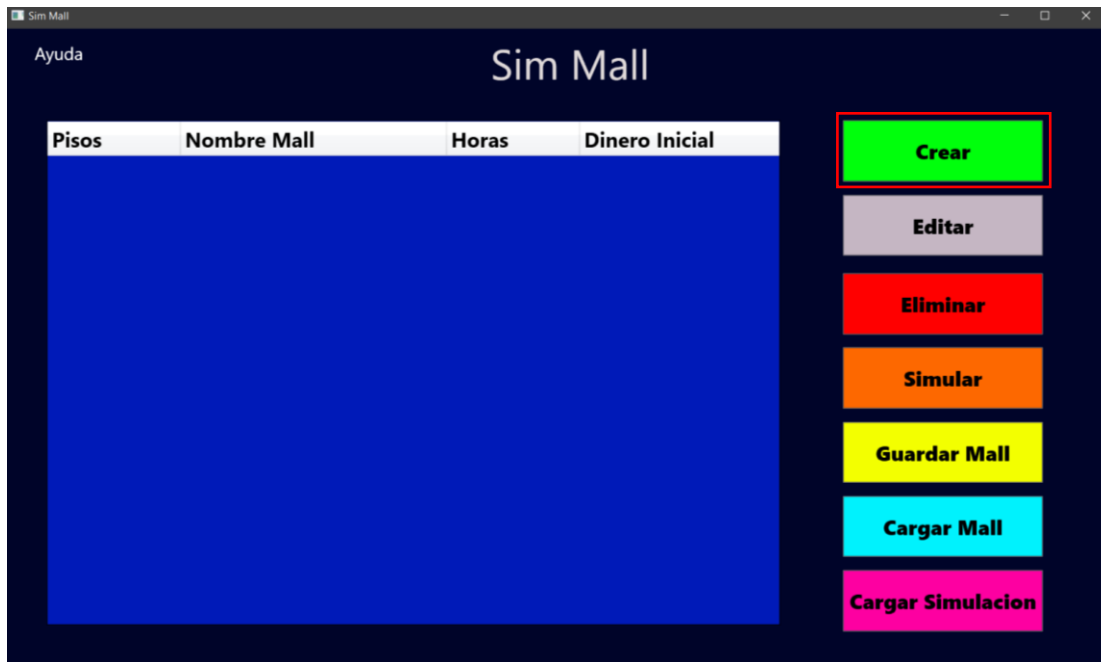 Sim Mall
Ayuda
Sim Mall
Pisos Nombre Mall Horas Dinero Inicial
Crear
Editar
Eliminar
Simular
Guardar Mall
Cargar Mall
Cargar Simulacion